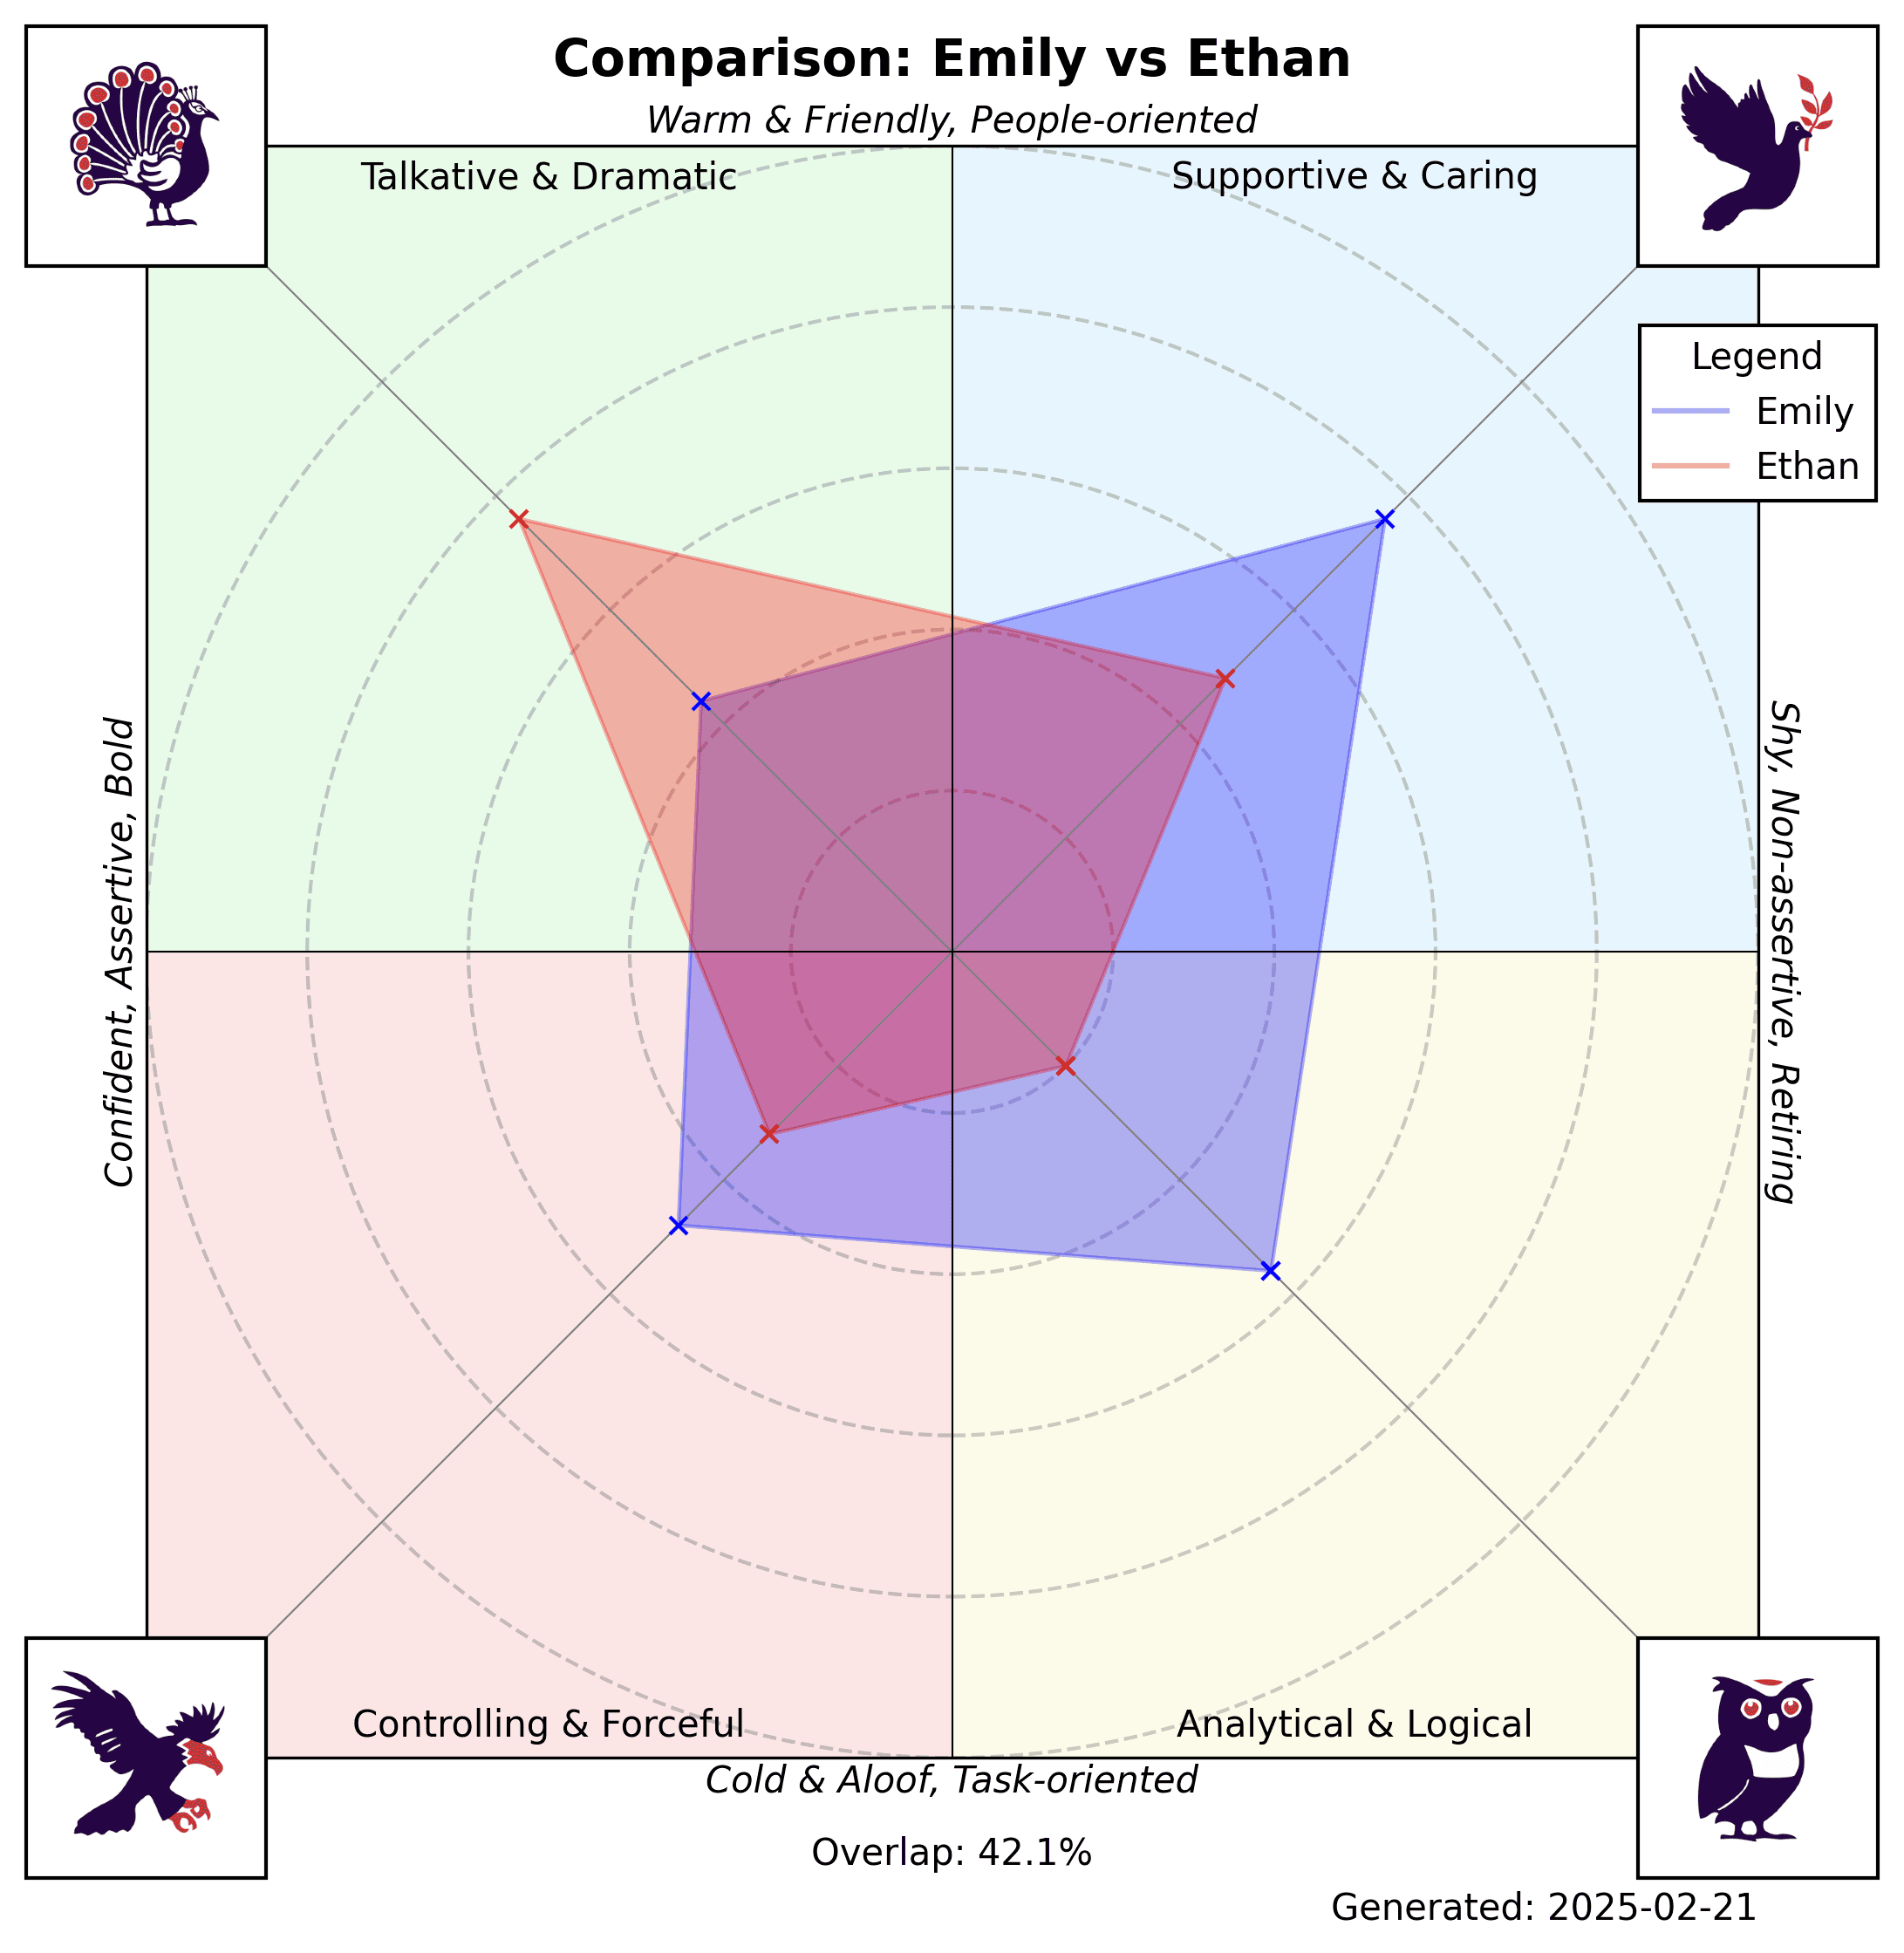 Comparison: Emily vs Ethan
Warm & Friendly, People-oriented
Talkative & Dramatic
Supportive & Caring
Legend
Emily
Ethan
Confident, Assertive, Bold
Shy, Non-assertive, Retiring
Controlling & Forceful
Analytical & Logical
Cold & Aloof, Task-oriented
Overlap: 42.1%
Generated: 2025-02-21